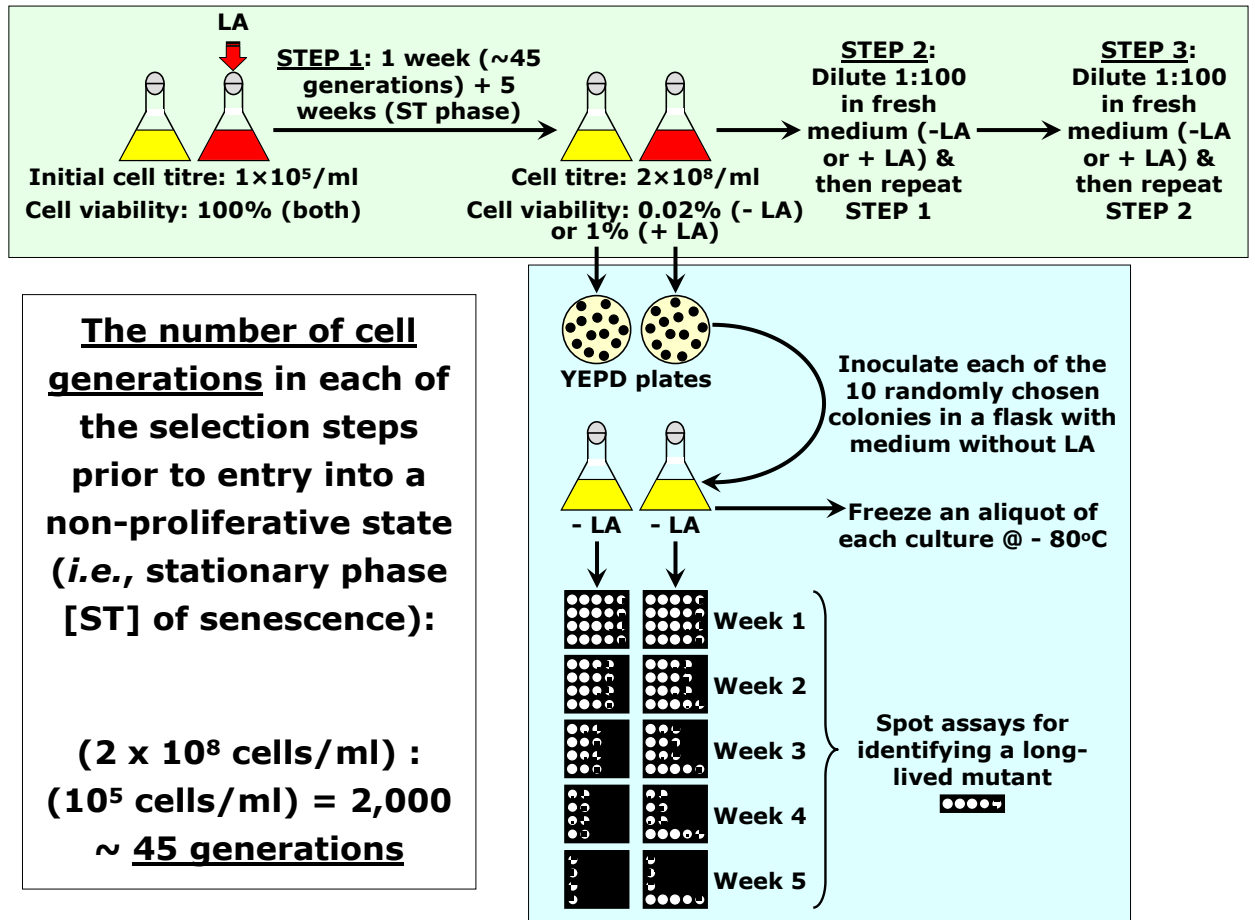 LA
STEP 1: 1 week (~45
generations) + 5
weeks (ST phase)
Initial cell titre: 1×10⁵/ml
Cell viability: 100% (both)
Cell titre: 2×10⁸/ml
Cell viability: 0.02% (- LA)
or 1% (+ LA)
STEP 2:
Dilute 1:100
in fresh
medium (-LA
or + LA) &
then repeat
STEP 1
STEP 3:
Dilute 1:100
in fresh
medium (-LA
or + LA) &
then repeat
STEP 2
The number of cell
generations in each of
the selection steps
prior to entry into a
non-proliferative state
(i.e., stationary phase
[ST] of senescence):
(2 x 10⁸ cells/ml) :
(10⁵ cells/ml) = 2,000
~ 45 generations
YEPD plates
Inoculate each of the
10 randomly chosen
colonies in a flask with
medium without LA
- LA
- LA
Freeze an aliquot of
each culture @ - 80ºC
Week 1
Week 2
Week 3
Week 4
Week 5
Spot assays for
identifying a long-
lived mutant